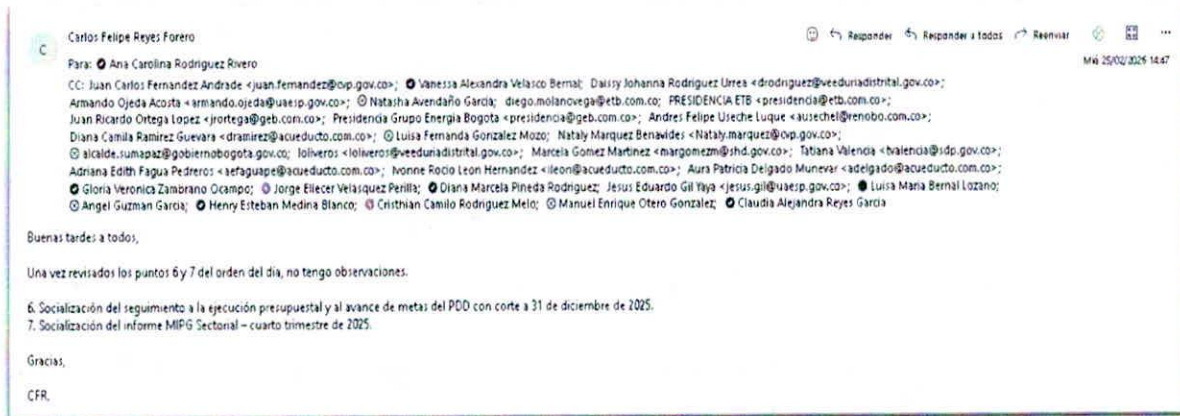 C
Carlos Felipe Reyes Forero
Responder Responder a todos Reenviar ...
Para: Ana Carolina Rodriguez Rivero
Mié 25/02/2026 14:47
CC: Juan Carlos Fernandez Andrade <juan.fernandez@cvp.gov.co>; Vanessa Alexandra Velasco Bernal; Daissy Johanna Rodriguez Urrea <drodriguez@veeduriadistrital.gov.co>;
Armando Ojeda Acosta <armando.ojeda@uaesp.gov.co>; Natasha Avendaño García; diego.molanovega@etb.com.co; PRESIDENCIA ETB <presidencia@etb.com.co>;
Juan Ricardo Ortega Lopez <jrortega@geb.com.co>; Presidencia Grupo Energia Bogota <presidencia@geb.com.co>; Andres Felipe Useche Luque <ausechel@renobo.com.co>;
Diana Camila Ramirez Guevara <dramirez@acueducto.com.co>; Luisa Fernanda Gonzalez Mozo; Nataly Marquez Benavides <Nataly.marquez@cvp.gov.co>;
alcalde.sumapaz@gobiernobogota.gov.co; loliveros <loliveros@veeduriadistrital.gov.co>; Marcela Gomez Martinez <margomezm@shd.gov.co>; Tatiana Valencia <tvalencia@sdp.gov.co>;
Adriana Edith Fagua Pedreros <aefaguape@acueducto.com.co>; Ivonne Rocio Leon Hernandez <ileon@acueducto.com.co>; Aura Patricia Delgado Munevar <adelgado@acueducto.com.co>;
Gloria Veronica Zambrano Ocampo; Jorge Eliecer Velasquez Perilla; Diana Marcela Pineda Rodriguez; Jesus Eduardo Gil Yaya <jesus.gil@uaesp.gov.co>; Luisa Maria Bernal Lozano;
Angel Guzman Garcia; Henry Esteban Medina Blanco; Cristhian Camilo Rodriguez Melo; Manuel Enrique Otero Gonzalez; Claudia Alejandra Reyes Garcia
Buenas tardes a todos,
Una vez revisados los puntos 6 y 7 del orden del día, no tengo observaciones.
6. Socialización del seguimiento a la ejecución presupuestal y al avance de metas del PDD con corte a 31 de diciembre de 2025.
7. Socialización del informe MIPG Sectorial – cuarto trimestre de 2025.
Gracias,
CFR.